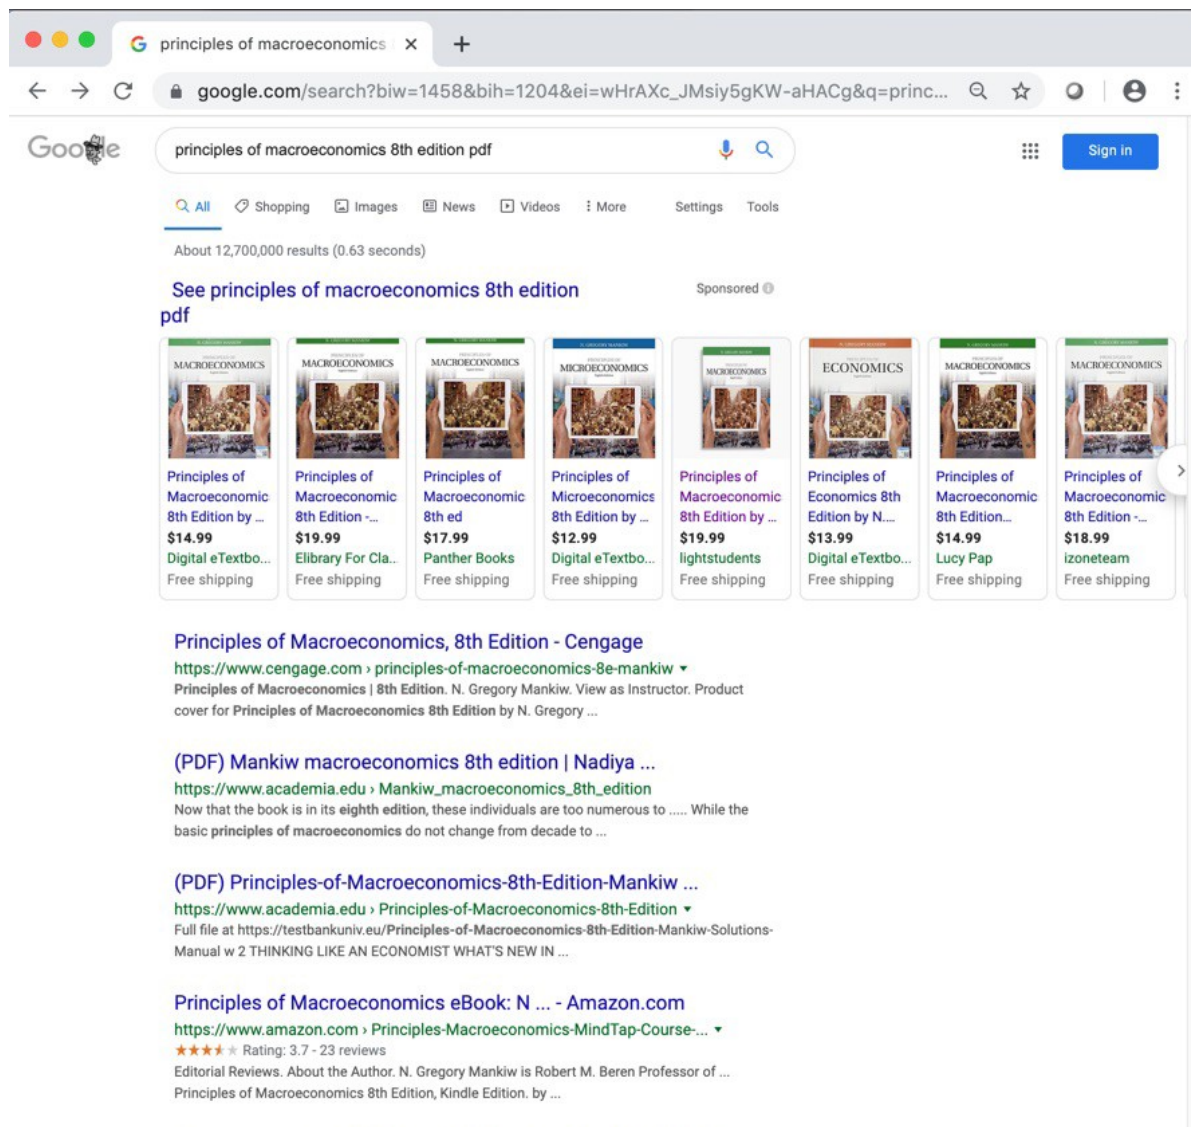 principles of macroeconomics
google.com/search?biw=1458&bih=1204&ei=wHrAXc_JMsiy5gKW-aHACg&q=princ...
Google
principles of macroeconomics 8th edition pdf
Sign in
All Shopping Images News Videos More Settings Tools
About 12,700,000 results (0.63 seconds)
See principles of macroeconomics 8th edition
pdf
Sponsored
MACROECONOMICS
MACROECONOMICS
MACROECONOMICS
N. GREGORY MANKIW
MICROECONOMICS
MACROECONOMICS
ECONOMICS
MACROECONOMICS
MACROECONOMICS
Principles of
Macroeconomic
8th Edition by ...
$14.99
Digital eTextbo...
Free shipping
Principles of
Macroeconomic
8th Edition -...
$19.99
Elibrary For Cla...
Free shipping
Principles of
Macroeconomic
8th ed
$17.99
Panther Books
Free shipping
Principles of
Microeconomics
8th Edition by ...
$12.99
Digital eTextbo...
Free shipping
Principles of
Macroeconomic
8th Edition by ...
$19.99
lightstudents
Free shipping
Principles of
Economics 8th
Edition by N....
$13.99
Digital eTextbo...
Free shipping
Principles of
Macroeconomic
8th Edition...
$14.99
Lucy Pap
Free shipping
Principles of
Macroeconomic
8th Edition -...
$18.99
izoneteam
Free shipping
Principles of Macroeconomics, 8th Edition - Cengage
https://www.cengage.com › principles-of-macroeconomics-8e-mankiw
Principles of Macroeconomics | 8th Edition. N. Gregory Mankiw. View as Instructor. Product
cover for Principles of Macroeconomics 8th Edition by N. Gregory ...
(PDF) Mankiw macroeconomics 8th edition | Nadiya ...
https://www.academia.edu › Mankiw_macroeconomics_8th_edition
Now that the book is in its eighth edition, these individuals are too numerous to ..... While the
basic principles of macroeconomics do not change from decade to ...
(PDF) Principles-of-Macroeconomics-8th-Edition-Mankiw ...
https://www.academia.edu › Principles-of-Macroeconomics-8th-Edition
Full file at https://testbankuniv.eu/Principles-of-Macroeconomics-8th-Edition-Mankiw-Solutions-
Manual w 2 THINKING LIKE AN ECONOMIST WHAT'S NEW IN ...
Principles of Macroeconomics eBook: N ... - Amazon.com
https://www.amazon.com › Principles-Macroeconomics-MindTap-Course-...
Rating: 3.7 - 23 reviews
Editorial Reviews. About the Author. N. Gregory Mankiw is Robert M. Beren Professor of ...
Principles of Macroeconomics 8th Edition, Kindle Edition. by ...